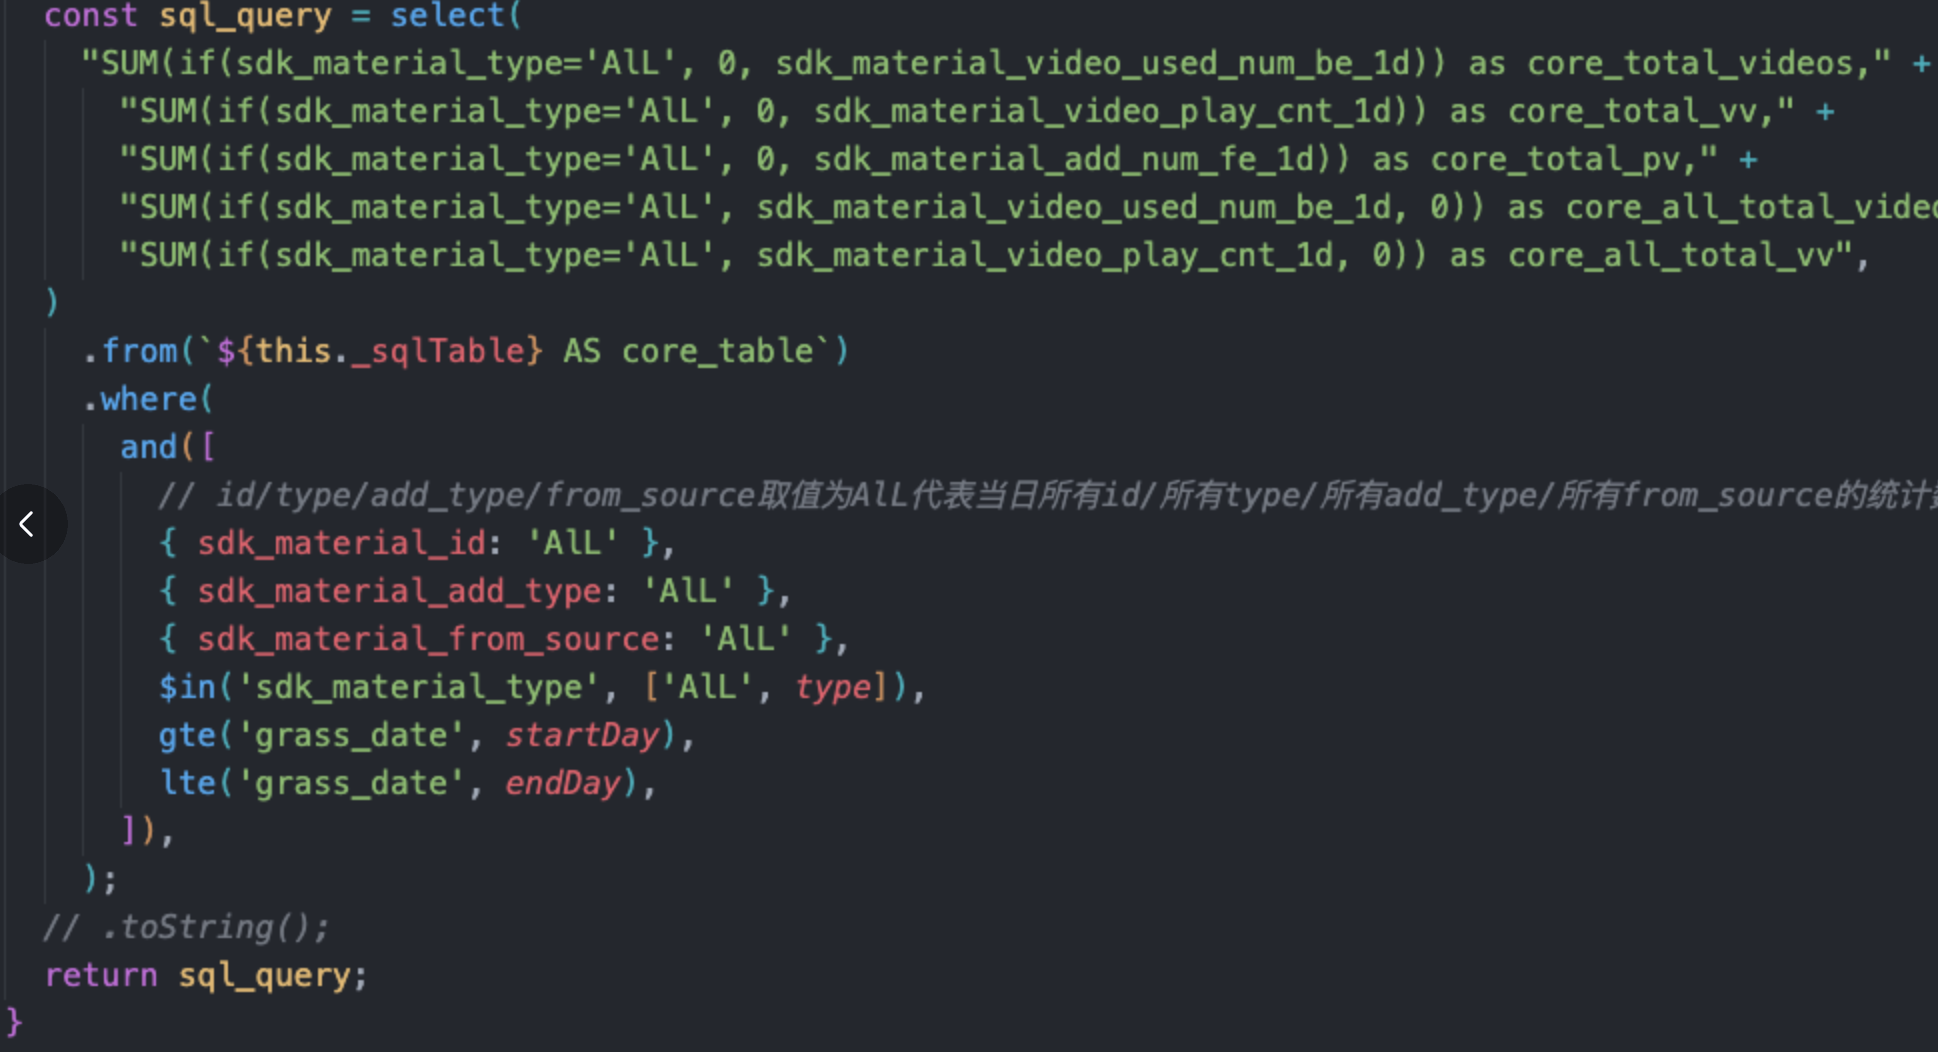 const sql_query = select(
"SUM(if(sdk_material_type='AlL', 0, sdk_material_video_used_num_be_1d)) as core_total_videos," +
"SUM(if(sdk_material_type='AlL', 0, sdk_material_video_play_cnt_1d)) as core_total_vv," +
"SUM(if(sdk_material_type='AlL', 0, sdk_material_add_num_fe_1d)) as core_total_pv," +
"SUM(if(sdk_material_type='AlL', sdk_material_video_used_num_be_1d, 0)) as core_all_total_video
"SUM(if(sdk_material_type='AlL', sdk_material_video_play_cnt_1d, 0)) as core_all_total_vv",
)
.from(`${this._sqlTable} AS core_table`)
.where(
and([
// id/type/add_type/from_source取值为AlL代表当日所有id/所有type/所有add_type/所有from_source的统计
{ sdk_material_id: 'AlL' },
{ sdk_material_add_type: 'AlL' },
{ sdk_material_from_source: 'AlL' },
$in('sdk_material_type', ['AlL', type]),
gte('grass_date', startDay),
lte('grass_date', endDay),
]),
);
// .toString();
return sql_query;
}